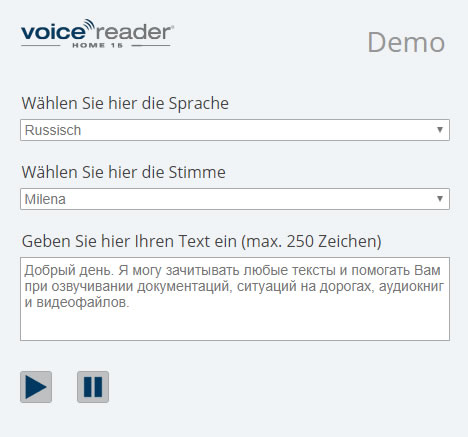 voice reader
HOME 15
Demo
Wählen Sie hier die Sprache
Russisch
Wählen Sie hier die Stimme
Milena
Geben Sie hier Ihren Text ein (max. 250 Zeichen)
Добрый день. Я могу зачитывать любые тексты и помогать Вам
при озвучивании документаций, ситуаций на дорогах, аудиокниг
и видеофайлов.